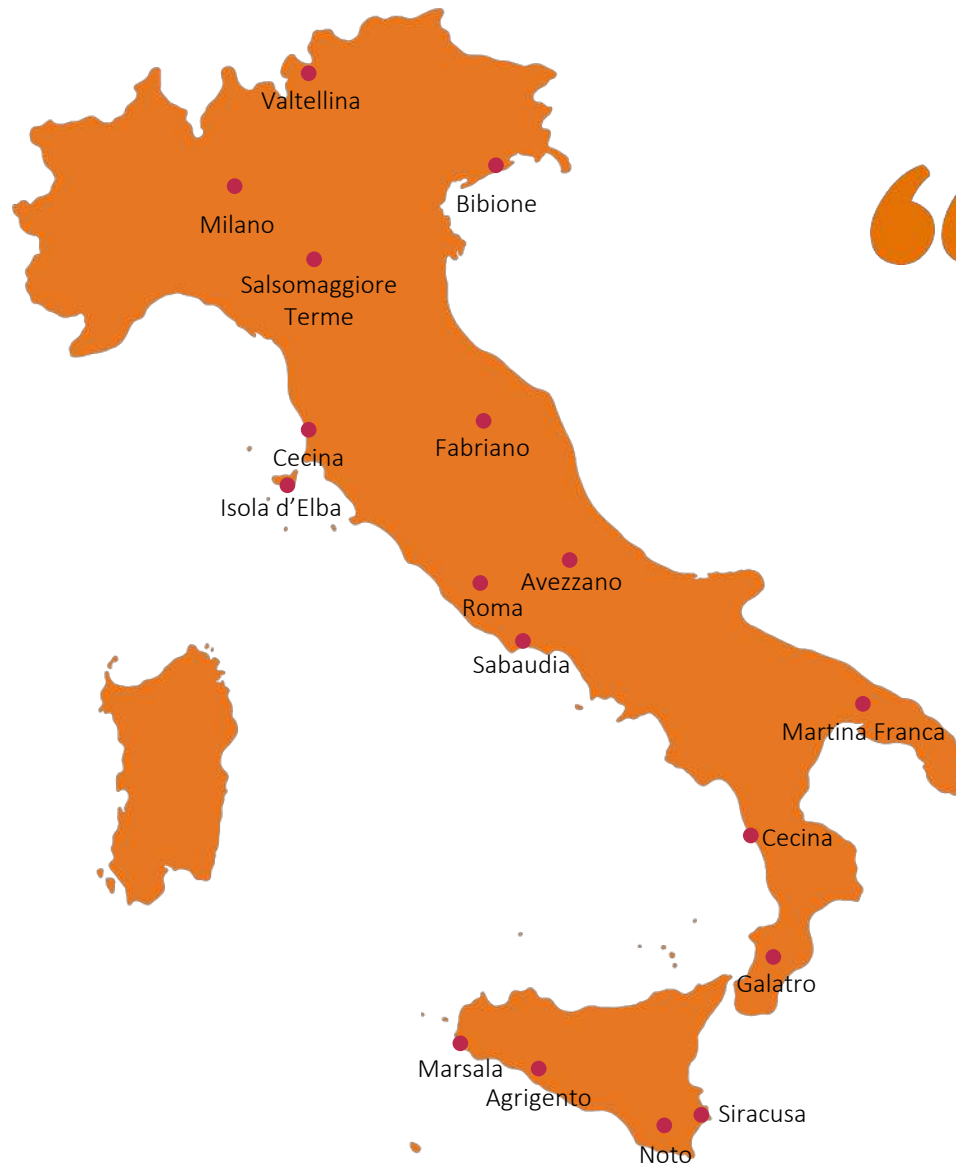 Valtellina
Bibione
Milano
Salsomaggiore
Terme
“
Cecina
Fabriano
Isola d’Elba
Avezzano
Roma
Sabaudia
Martina Franca
Cecina
Galatro
Marsala
Agrigento
Siracusa
Noto